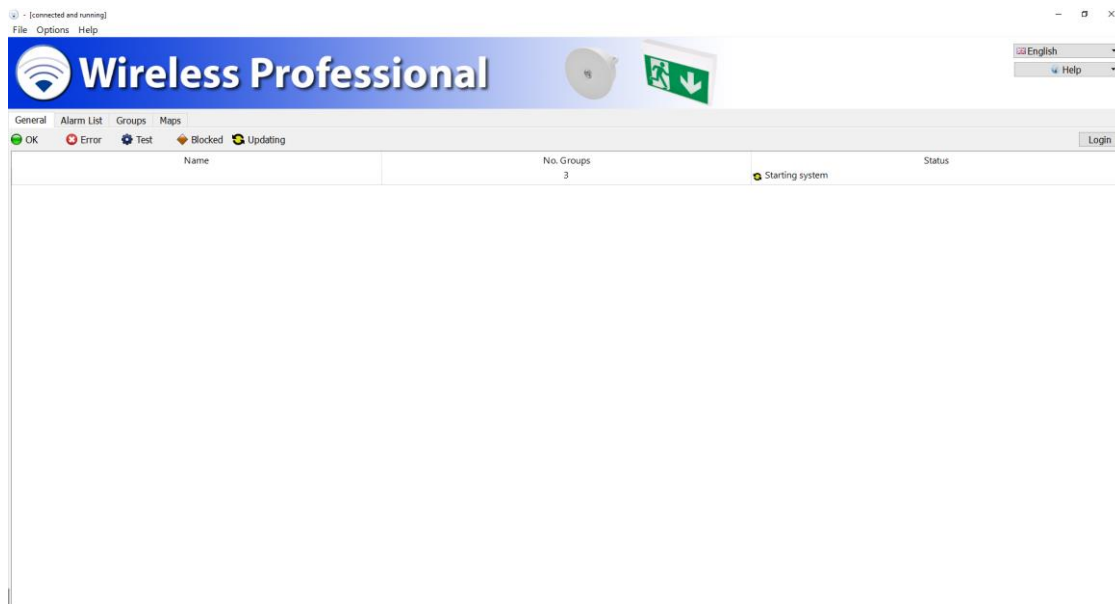 - [connected and running]
File Options Help
Wireless Professional
English
Help
General Alarm List Groups Maps
OK Error Test Blocked Updating Login
Name No. Groups Status
3 Starting system